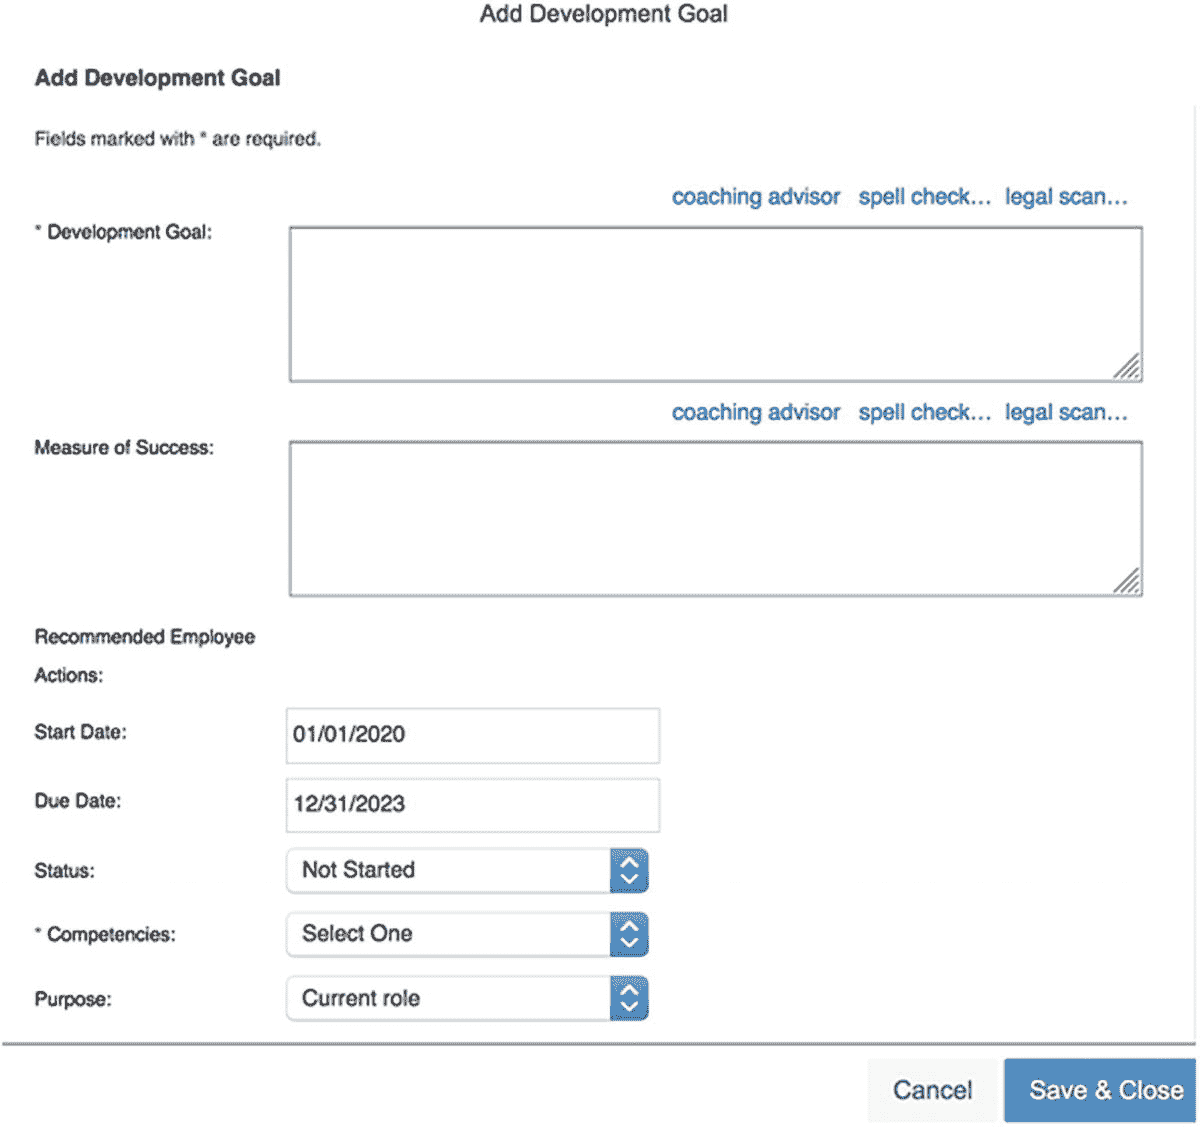 Add Development Goal
Add Development Goal
Fields marked with * are required.
coaching advisor spell check... legal scan...
* Development Goal:
coaching advisor spell check... legal scan...
Measure of Success:
Recommended Employee
Actions:
Start Date: 01/01/2020
Due Date: 12/31/2023
Status: Not Started
* Competencies: Select One
Purpose: Current role
Cancel Save & Close